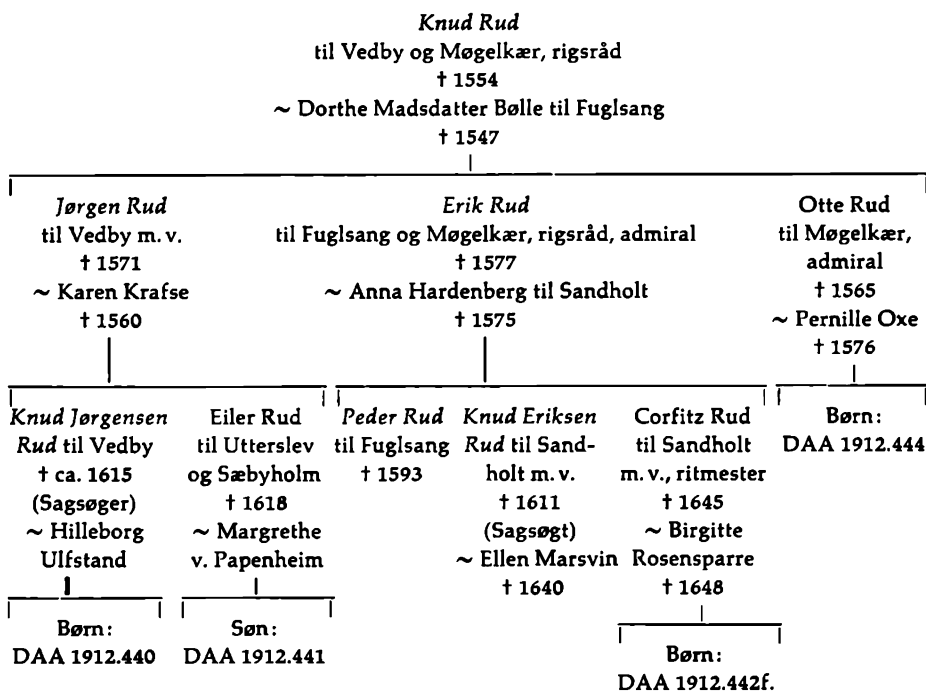 Knud Rud
til Vedby og Møgelkær, rigsråd
† 1554
~ Dorthe Madsdatter Bølle til Fuglsang
† 1547
Jørgen Rud
til Vedby m. v.
† 1571
~ Karen Krafse
† 1560
Erik Rud
til Fuglsang og Møgelkær, rigsråd, admiral
† 1577
~ Anna Hardenberg til Sandholt
† 1575
Otte Rud
til Møgelkær,
admiral
† 1565
~ Pernille Oxe
† 1576
Knud Jørgensen
Rud til Vedby
† ca. 1615
(Sagsøger)
~ Hilleborg
Ulfstand
Eiler Rud
til Utterslev
og Sæbyholm
† 1618
~ Margrethe
v. Papenheim
Peder Rud
til Fuglsang
† 1593
Knud Eriksen
Rud til Sand-
holt m. v.
† 1611
(Sagsøgt)
~ Ellen Marsvin
† 1640
Corfitz Rud
til Sandholt
m. v., ritmester
† 1645
~ Birgitte
Rosensparre
† 1648
Børn:
DAA 1912.444
Børn:
DAA 1912.440
Søn:
DAA 1912.441
Børn:
DAA 1912.442f.